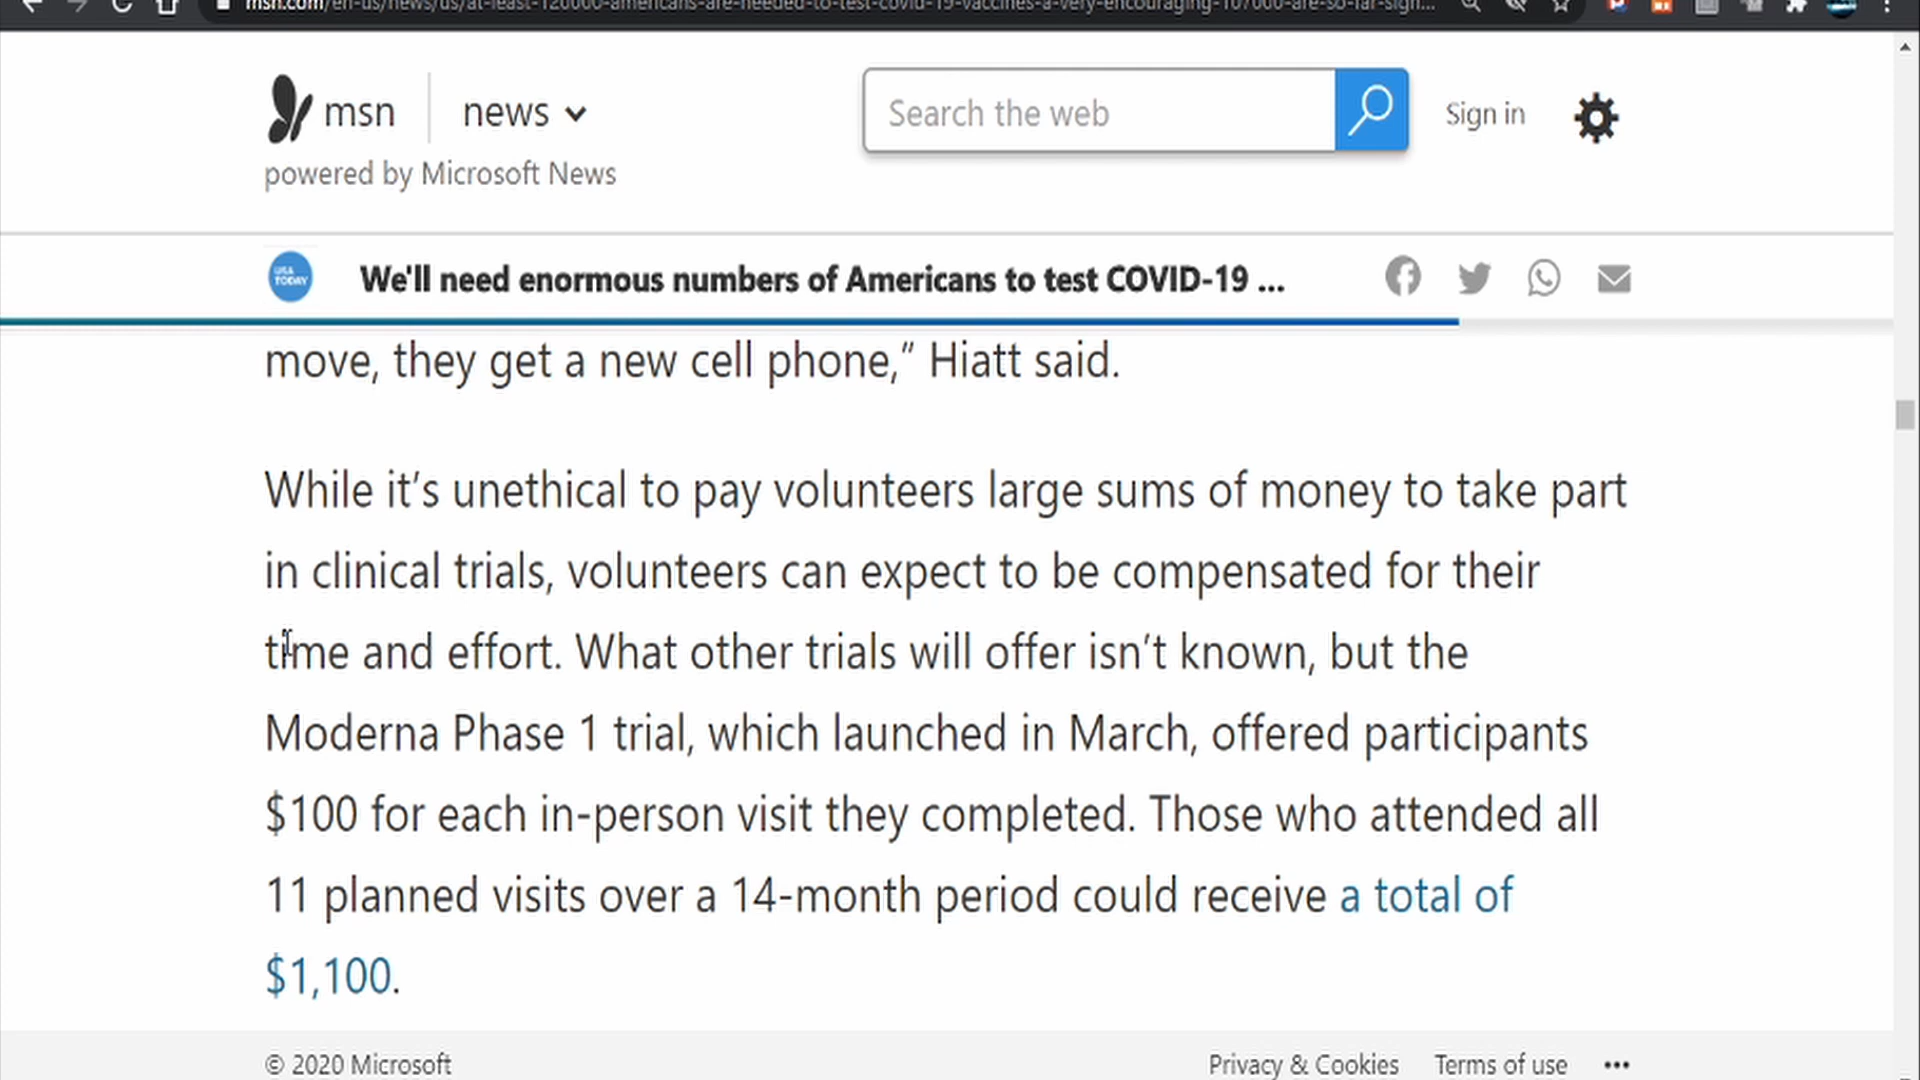 msn.com/en-us/news/us/at-least-120000-americans-are-needed-to-test-covid-19-vaccines-a-very-encouraging-107000-are-so-far-sign...
msn news
Search the web
Sign in
powered by Microsoft News
USA TODAY
We'll need enormous numbers of Americans to test COVID-19 ...
move, they get a new cell phone,” Hiatt said.
While it’s unethical to pay volunteers large sums of money to take part
in clinical trials, volunteers can expect to be compensated for their
time and effort. What other trials will offer isn’t known, but the
Moderna Phase 1 trial, which launched in March, offered participants
$100 for each in-person visit they completed. Those who attended all
11 planned visits over a 14-month period could receive a total of
$1,100.
© 2020 Microsoft
Privacy & Cookies
Terms of use